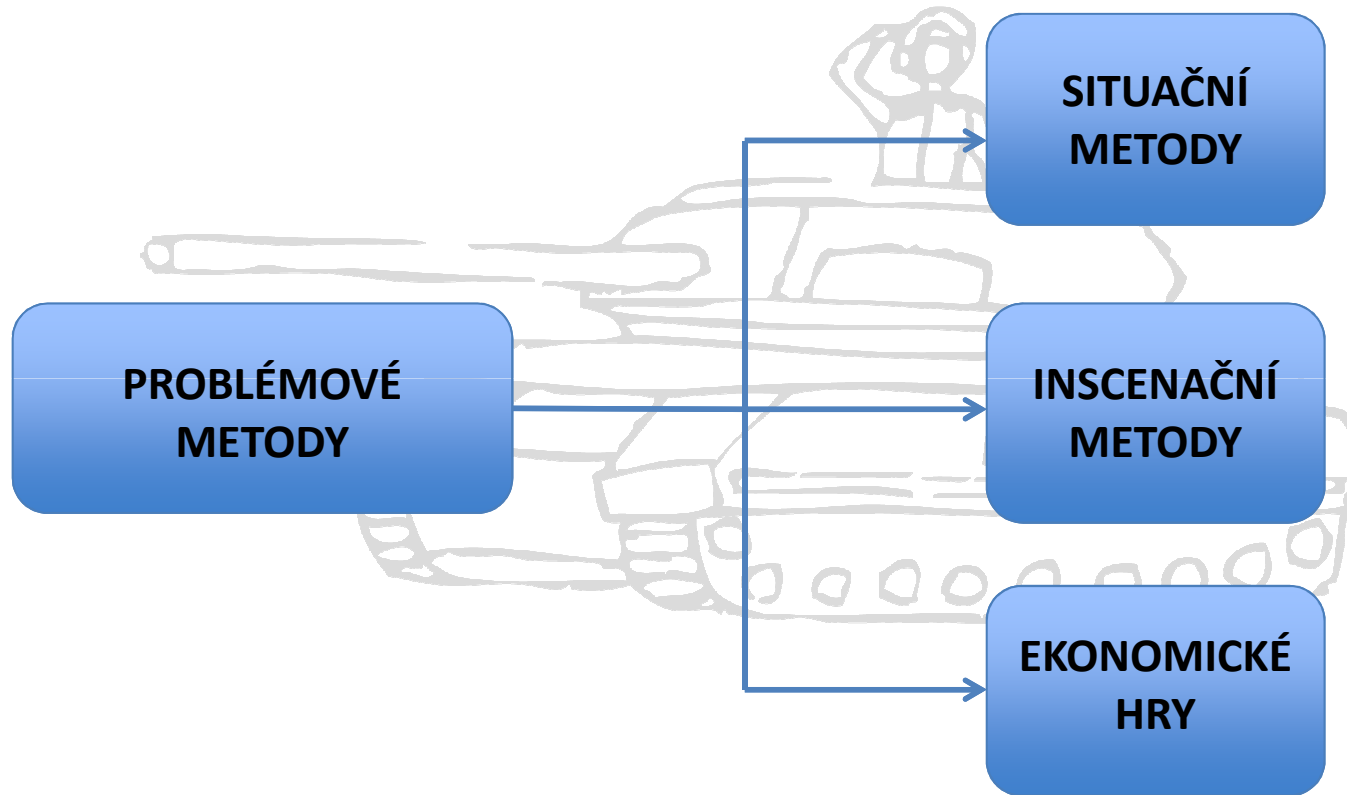 PROBLÉMOVÉ
METODY
SITUAČNÍ
METODY
INSCENAČNÍ
METODY
EKONOMICKÉ
HRY